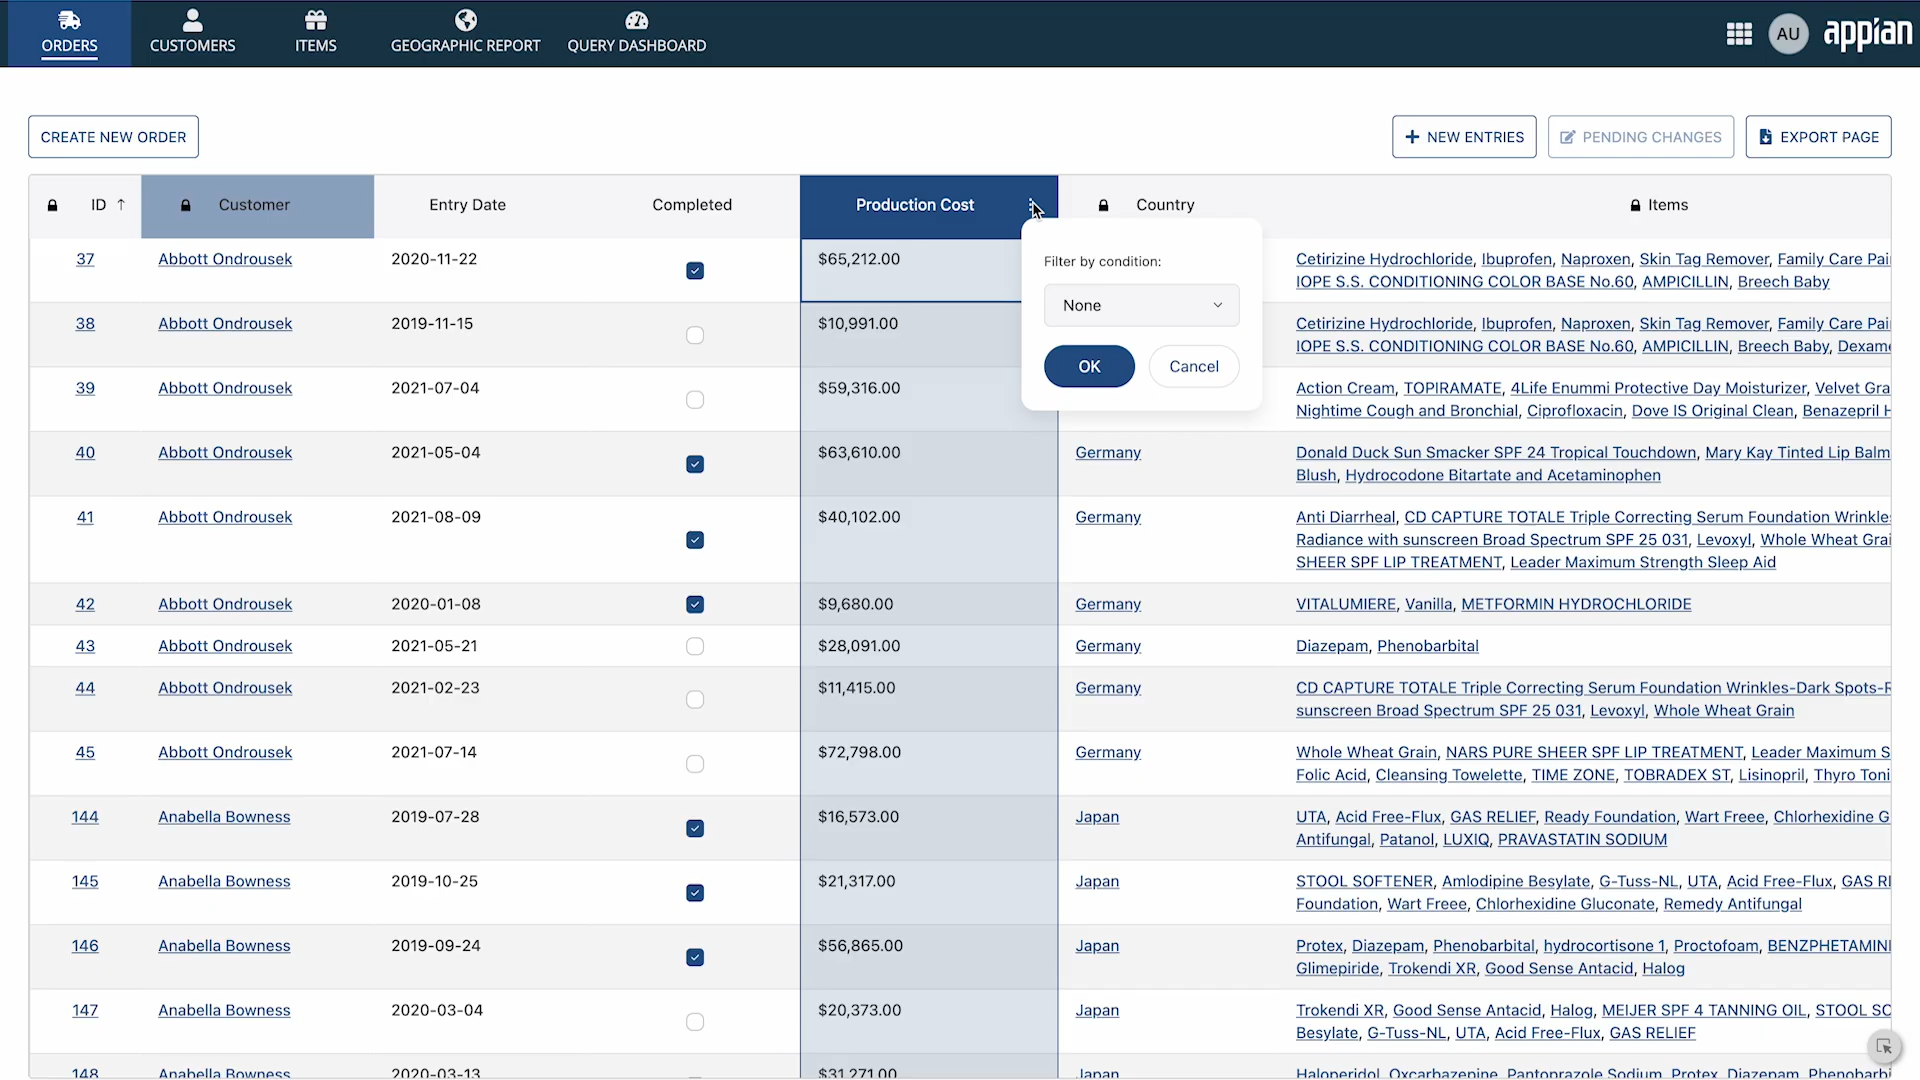 ORDERS
CUSTOMERS
ITEMS
GEOGRAPHIC REPORT
QUERY DASHBOARD
AU
appian
CREATE NEW ORDER
NEW ENTRIES
PENDING CHANGES
EXPORT PAGE
ID ↑ Customer Entry Date Completed Production Cost Country Items
37 Abbott Ondrousek 2020-11-22 $65,212.00 Cetirizine Hydrochloride, Ibuprofen, Naproxen, Skin Tag Remover, Family Care Pai
IOPE S.S. CONDITIONING COLOR BASE No.60, AMPICILLIN, Breech Baby
Filter by condition:
None
OK
Cancel
38 Abbott Ondrousek 2019-11-15 $10,991.00 Cetirizine Hydrochloride, Ibuprofen, Naproxen, Skin Tag Remover, Family Care Pai
IOPE S.S. CONDITIONING COLOR BASE No.60, AMPICILLIN, Breech Baby, Dexame
39 Abbott Ondrousek 2021-07-04 $59,316.00 Action Cream, TOPIRAMATE, 4Life Enummi Protective Day Moisturizer, Velvet Gra
Nightime Cough and Bronchial, Ciprofloxacin, Dove IS Original Clean, Benazepril H
40 Abbott Ondrousek 2021-05-04 $63,610.00 Germany Donald Duck Sun Smacker SPF 24 Tropical Touchdown, Mary Kay Tinted Lip Balm
Blush, Hydrocodone Bitartate and Acetaminophen
41 Abbott Ondrousek 2021-08-09 $40,102.00 Germany Anti Diarrheal, CD CAPTURE TOTALE Triple Correcting Serum Foundation Wrinkle
Radiance with sunscreen Broad Spectrum SPF 25 031, Levoxyl, Whole Wheat Grai
SHEER SPF LIP TREATMENT, Leader Maximum Strength Sleep Aid
42 Abbott Ondrousek 2020-01-08 $9,680.00 Germany VITALUMIERE, Vanilla, METFORMIN HYDROCHLORIDE
43 Abbott Ondrousek 2021-05-21 $28,091.00 Germany Diazepam, Phenobarbital
44 Abbott Ondrousek 2021-02-23 $11,415.00 Germany CD CAPTURE TOTALE Triple Correcting Serum Foundation Wrinkles-Dark Spots-R
sunscreen Broad Spectrum SPF 25 031, Levoxyl, Whole Wheat Grain
45 Abbott Ondrousek 2021-07-14 $72,798.00 Germany Whole Wheat Grain, NARS PURE SHEER SPF LIP TREATMENT, Leader Maximum S
Folic Acid, Cleansing Towelette, TIME ZONE, TOBRADEX ST, Lisinopril, Thyro Toni
144 Anabella Bowness 2019-07-28 $16,573.00 Japan UTA, Acid Free-Flux, GAS RELIEF, Ready Foundation, Wart Freee, Chlorhexidine G
Antifungal, Patanol, LUXIQ, PRAVASTATIN SODIUM
145 Anabella Bowness 2019-10-25 $21,317.00 Japan STOOL SOFTENER, Amlodipine Besylate, G-Tuss-NL, UTA, Acid Free-Flux, GAS RI
Foundation, Wart Freee, Chlorhexidine Gluconate, Remedy Antifungal
146 Anabella Bowness 2019-09-24 $56,865.00 Japan Protex, Diazepam, Phenobarbital, hydrocortisone 1, Proctofoam, BENZPHETAMINI
Glimepiride, Trokendi XR, Good Sense Antacid, Halog
147 Anabella Bowness 2020-03-04 $20,373.00 Japan Trokendi XR, Good Sense Antacid, Halog, MEIJER SPF 4 TANNING OIL, STOOL SO
Besylate, G-Tuss-NL, UTA, Acid Free-Flux, GAS RELIEF
148 Anabella Bowness 2020-03-13 $31,271.00 Japan Haloperidol, Oxcarbazepine, Pantoprazole Sodium, Protex, Diazepam, Phenobarbi